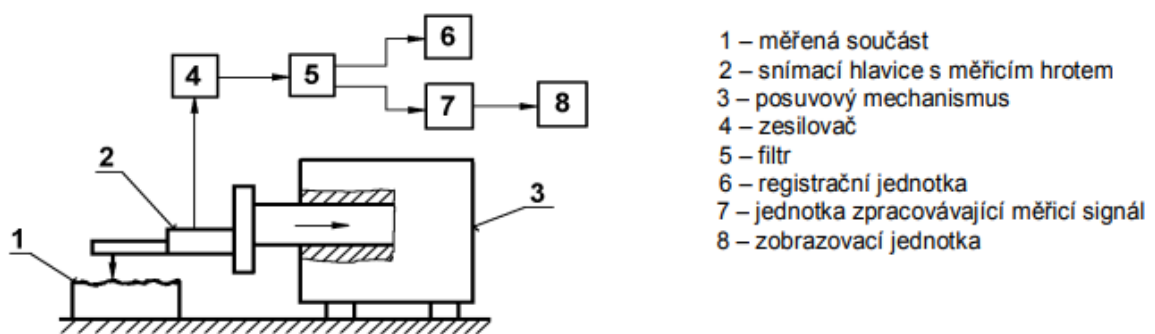 6
4
5
7
8
2
3
1
1 – měřená součást
2 – snímací hlavice s měřicím hrotem
3 – posuvový mechanismus
4 – zesilovač
5 – filtr
6 – registrační jednotka
7 – jednotka zpracovávající měřicí signál
8 – zobrazovací jednotka